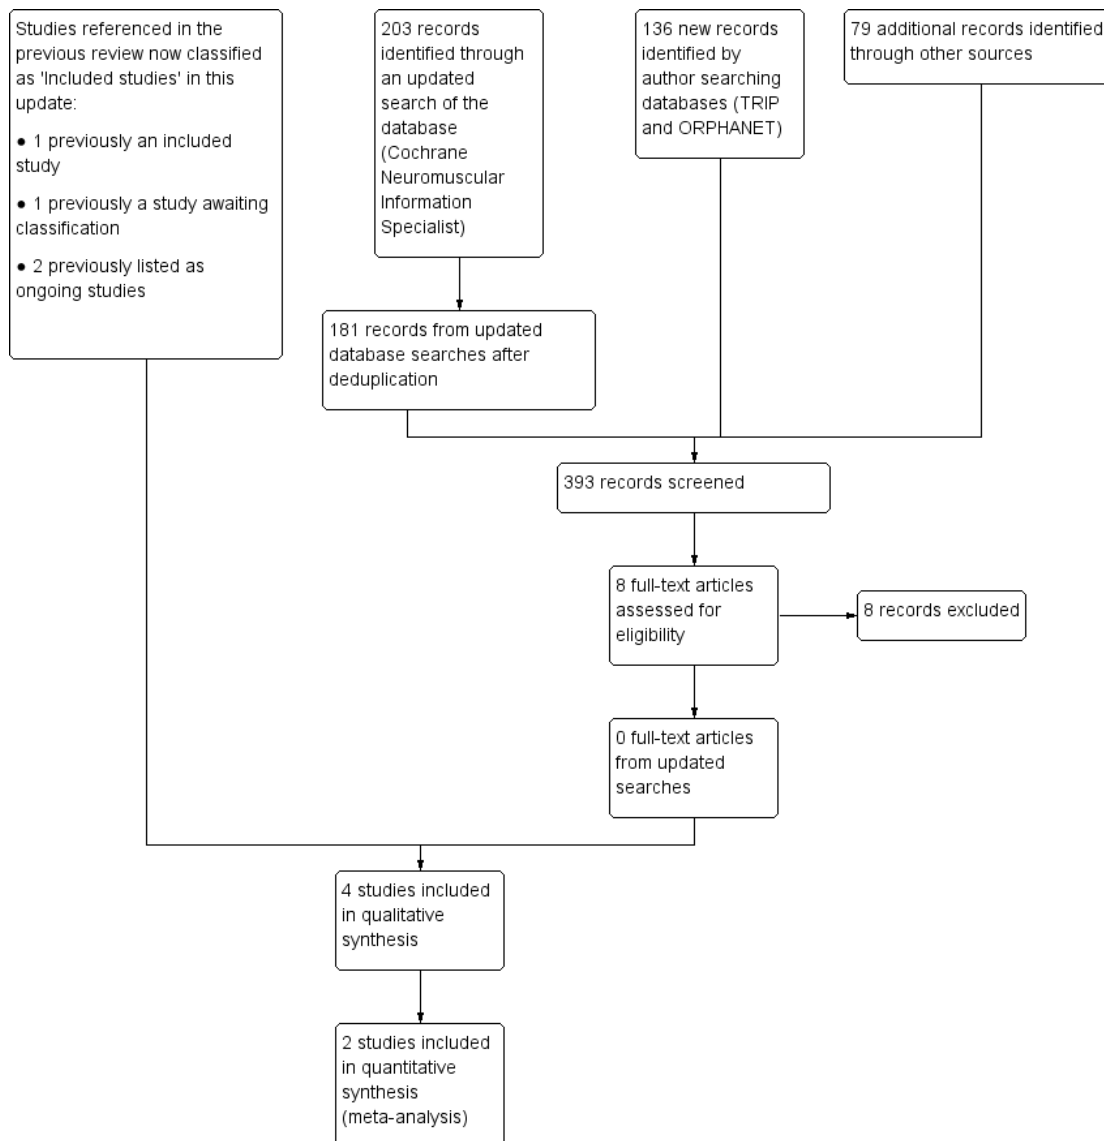 Studies referenced in the
previous review now classified
as 'Included studies' in this
update:
● 1 previously an included
study
● 1 previously a study awaiting
classification
● 2 previously listed as
ongoing studies
203 records
identified through
an updated
search of the
database
(Cochrane
Neuromuscular
Information
Specialist)
136 new records
identified by
author searching
databases (TRIP
and ORPHANET)
79 additional records identified
through other sources
181 records from updated
database searches after
deduplication
393 records screened
8 full-text articles
assessed for
eligibility
8 records excluded
0 full-text articles
from updated
searches
4 studies included
in qualitative
synthesis
2 studies included
in quantitative
synthesis
(meta-analysis)